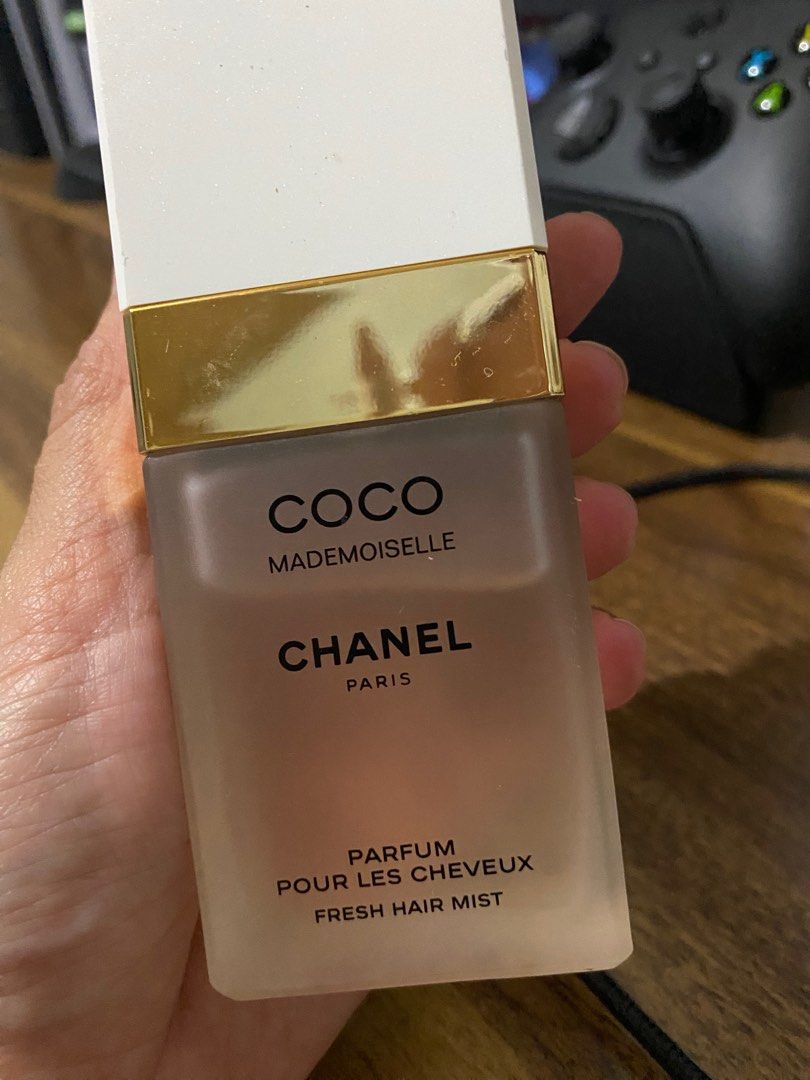 COCO
MADEMOISELLE
CHANEL
PARIS
PARFUM
POUR LES CHEVEUX
FRESH HAIR MIST